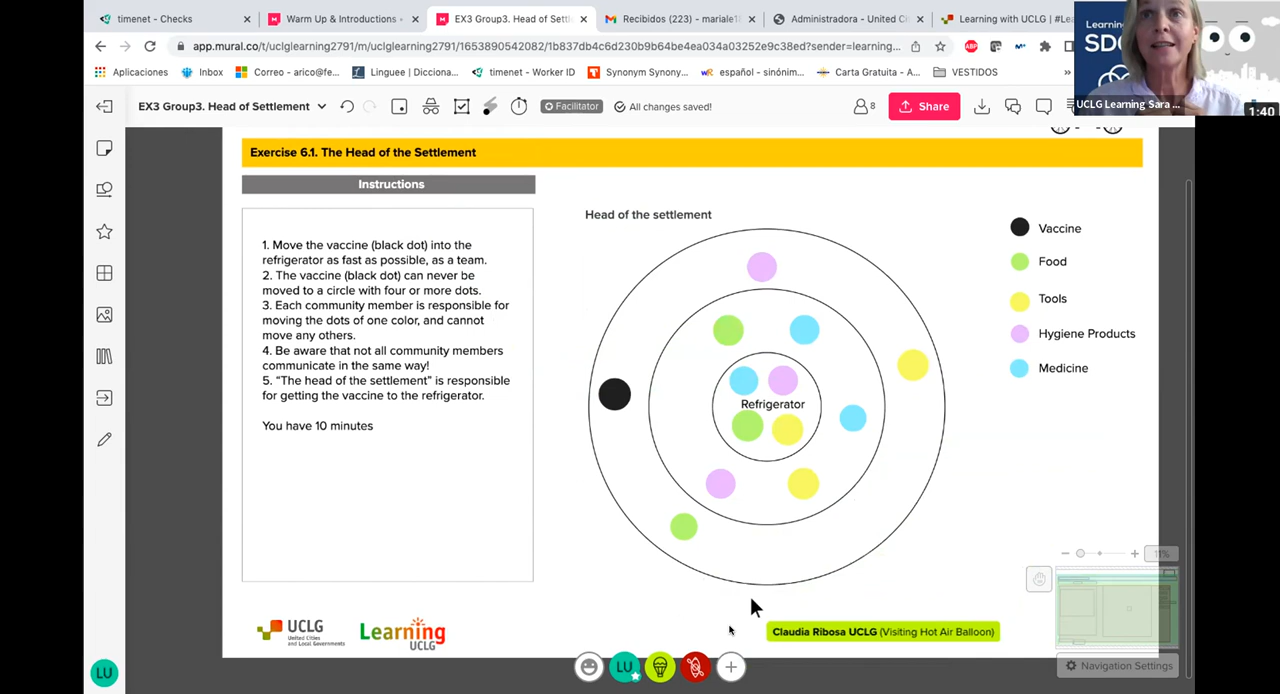 timenet - Checks
Warm Up & Introductions -
EX3 Group3. Head of Settle
Recibidos (223) - mariale1
Administradora - United Cit
Learning with UCLG | #Lea
app.mural.co/t/uclglearning2791/m/uclglearning2791/1653890542082/1b837db4c6d230b9b64be4ea034a03252e9c38ed?sender=learning...
Aplicaciones
Inbox
Correo - arico@fe...
Linguee | Dicciona...
timenet - Worker ID
Synonym Synony...
español - sinónim...
Carta Gratuita - A...
VESTIDOS
Learning
SD
UCLG Learning Sara ...
1:40
EX3 Group3. Head of Settlement
Facilitator
All changes saved!
8
Share
Exercise 6.1. The Head of the Settlement
Instructions
1. Move the vaccine (black dot) into the
refrigerator as fast as possible, as a team.
2. The vaccine (black dot) can never be
moved to a circle with four or more dots.
3. Each community member is responsible for
moving the dots of one color, and cannot
move any others.
4. Be aware that not all community members
communicate in the same way!
5. “The head of the settlement” is responsible
for getting the vaccine to the refrigerator.
You have 10 minutes
Head of the settlement
Refrigerator
Vaccine
Food
Tools
Hygiene Products
Medicine
11%
UCLG
United Cities
and Local Governments
Learning
UCLG
Claudia Ribosa UCLG (Visiting Hot Air Balloon)
LU
LU
Navigation Settings